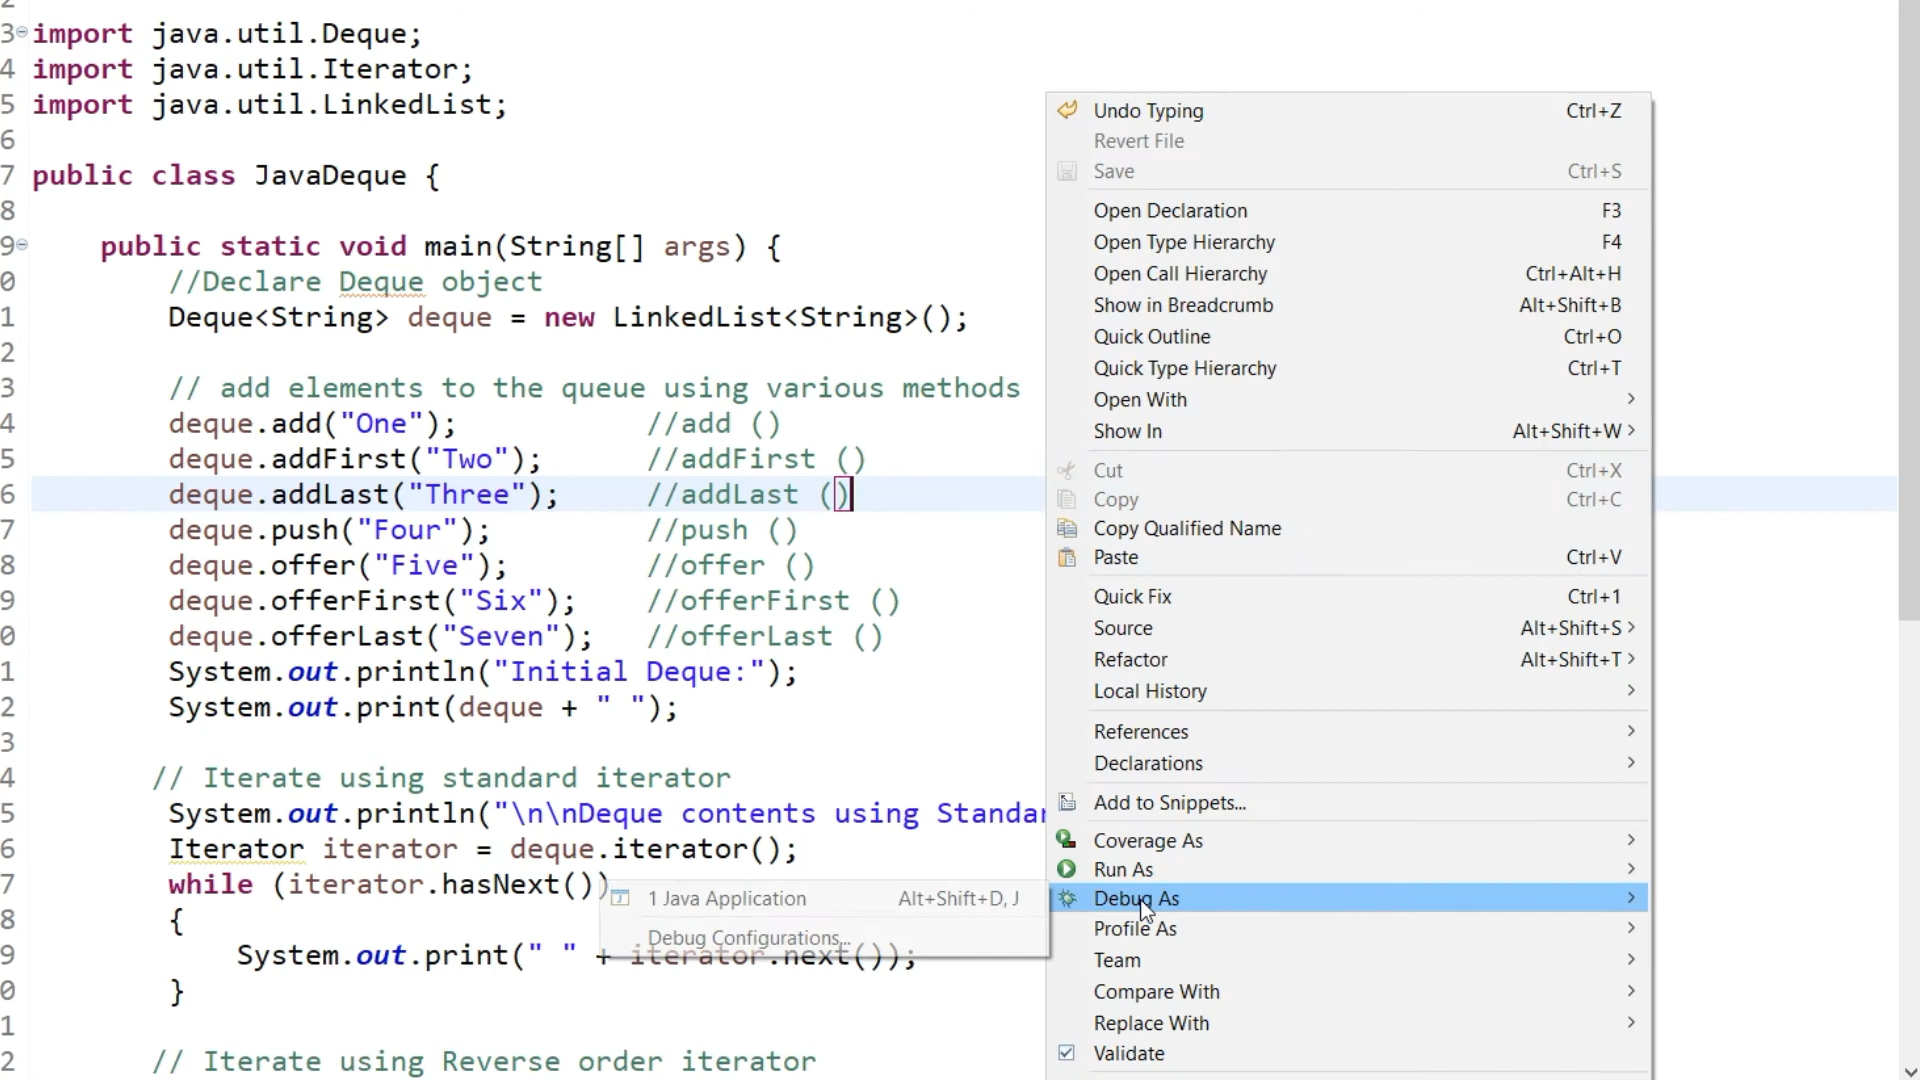 2
3 import java.util.Deque;
4 import java.util.Iterator;
5 import java.util.LinkedList;
6
7 public class JavaDeque {
8
9 public static void main(String[] args) {
0 //Declare Deque object
1 Deque<String> deque = new LinkedList<String>();
2
3 // add elements to the queue using various methods
4 deque.add("One"); //add ()
5 deque.addFirst("Two"); //addFirst ()
6 deque.addLast("Three"); //addLast ()
7 deque.push("Four"); //push ()
8 deque.offer("Five"); //offer ()
9 deque.offerFirst("Six"); //offerFirst ()
0 deque.offerLast("Seven"); //offerLast ()
1 System.out.println("Initial Deque:");
2 System.out.print(deque + " ");
3
4 // Iterate using standard iterator
5 System.out.println("\n\nDeque contents using Standar
6 Iterator iterator = deque.iterator();
7 while (iterator.hasNext())
8 {
9 System.out.print(" " + iterator.next());
0 }
1
2 // Iterate using Reverse order iterator
Undo Typing Ctrl+Z
Revert File
Save Ctrl+S
Open Declaration F3
Open Type Hierarchy F4
Open Call Hierarchy Ctrl+Alt+H
Show in Breadcrumb Alt+Shift+B
Quick Outline Ctrl+O
Quick Type Hierarchy Ctrl+T
Open With
Show In Alt+Shift+W
Cut Ctrl+X
Copy Ctrl+C
Copy Qualified Name
Paste Ctrl+V
Quick Fix Ctrl+1
Source Alt+Shift+S
Refactor Alt+Shift+T
Local History
References
Declarations
Add to Snippets...
Coverage As
Run As
Debug As
Profile As
Team
Compare With
Replace With
Validate
1 Java Application Alt+Shift+D, J
Debug Configurations...